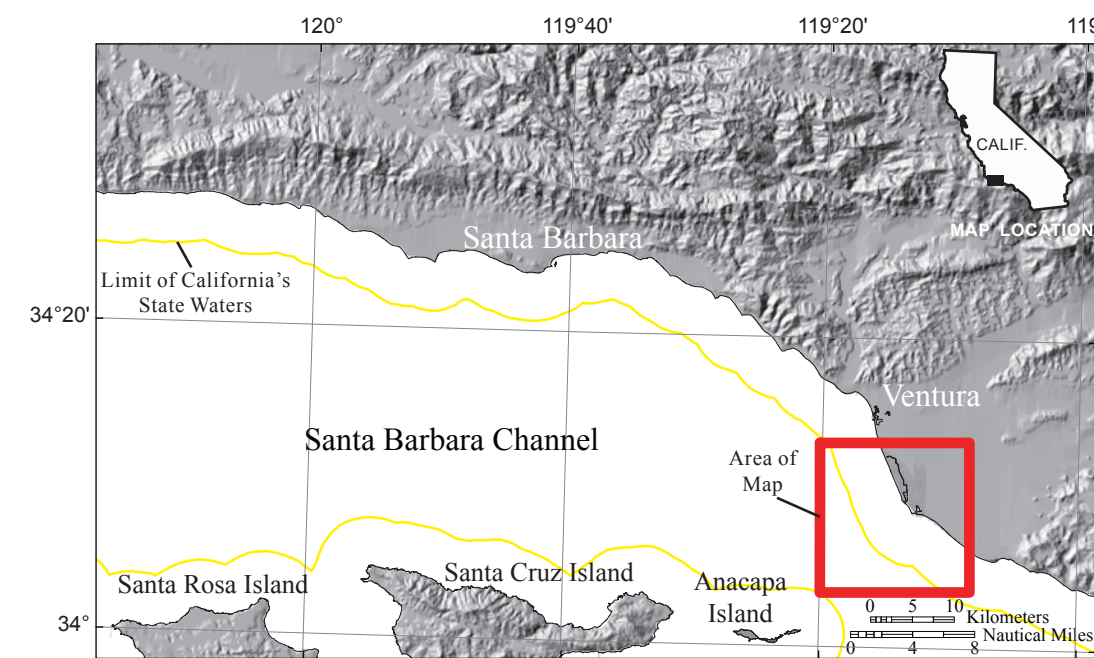 120°
119°40'
119°20'
119
CALIF.
MAP LOCATION
Santa Barbara
Limit of California's
State Waters
34°20'
Ventura
Santa Barbara Channel
Area of
Map
Santa Rosa Island
Santa Cruz Island
Anacapa
Island
34°
0 5 10
Kilometers
Nautical Miles
0 4 8